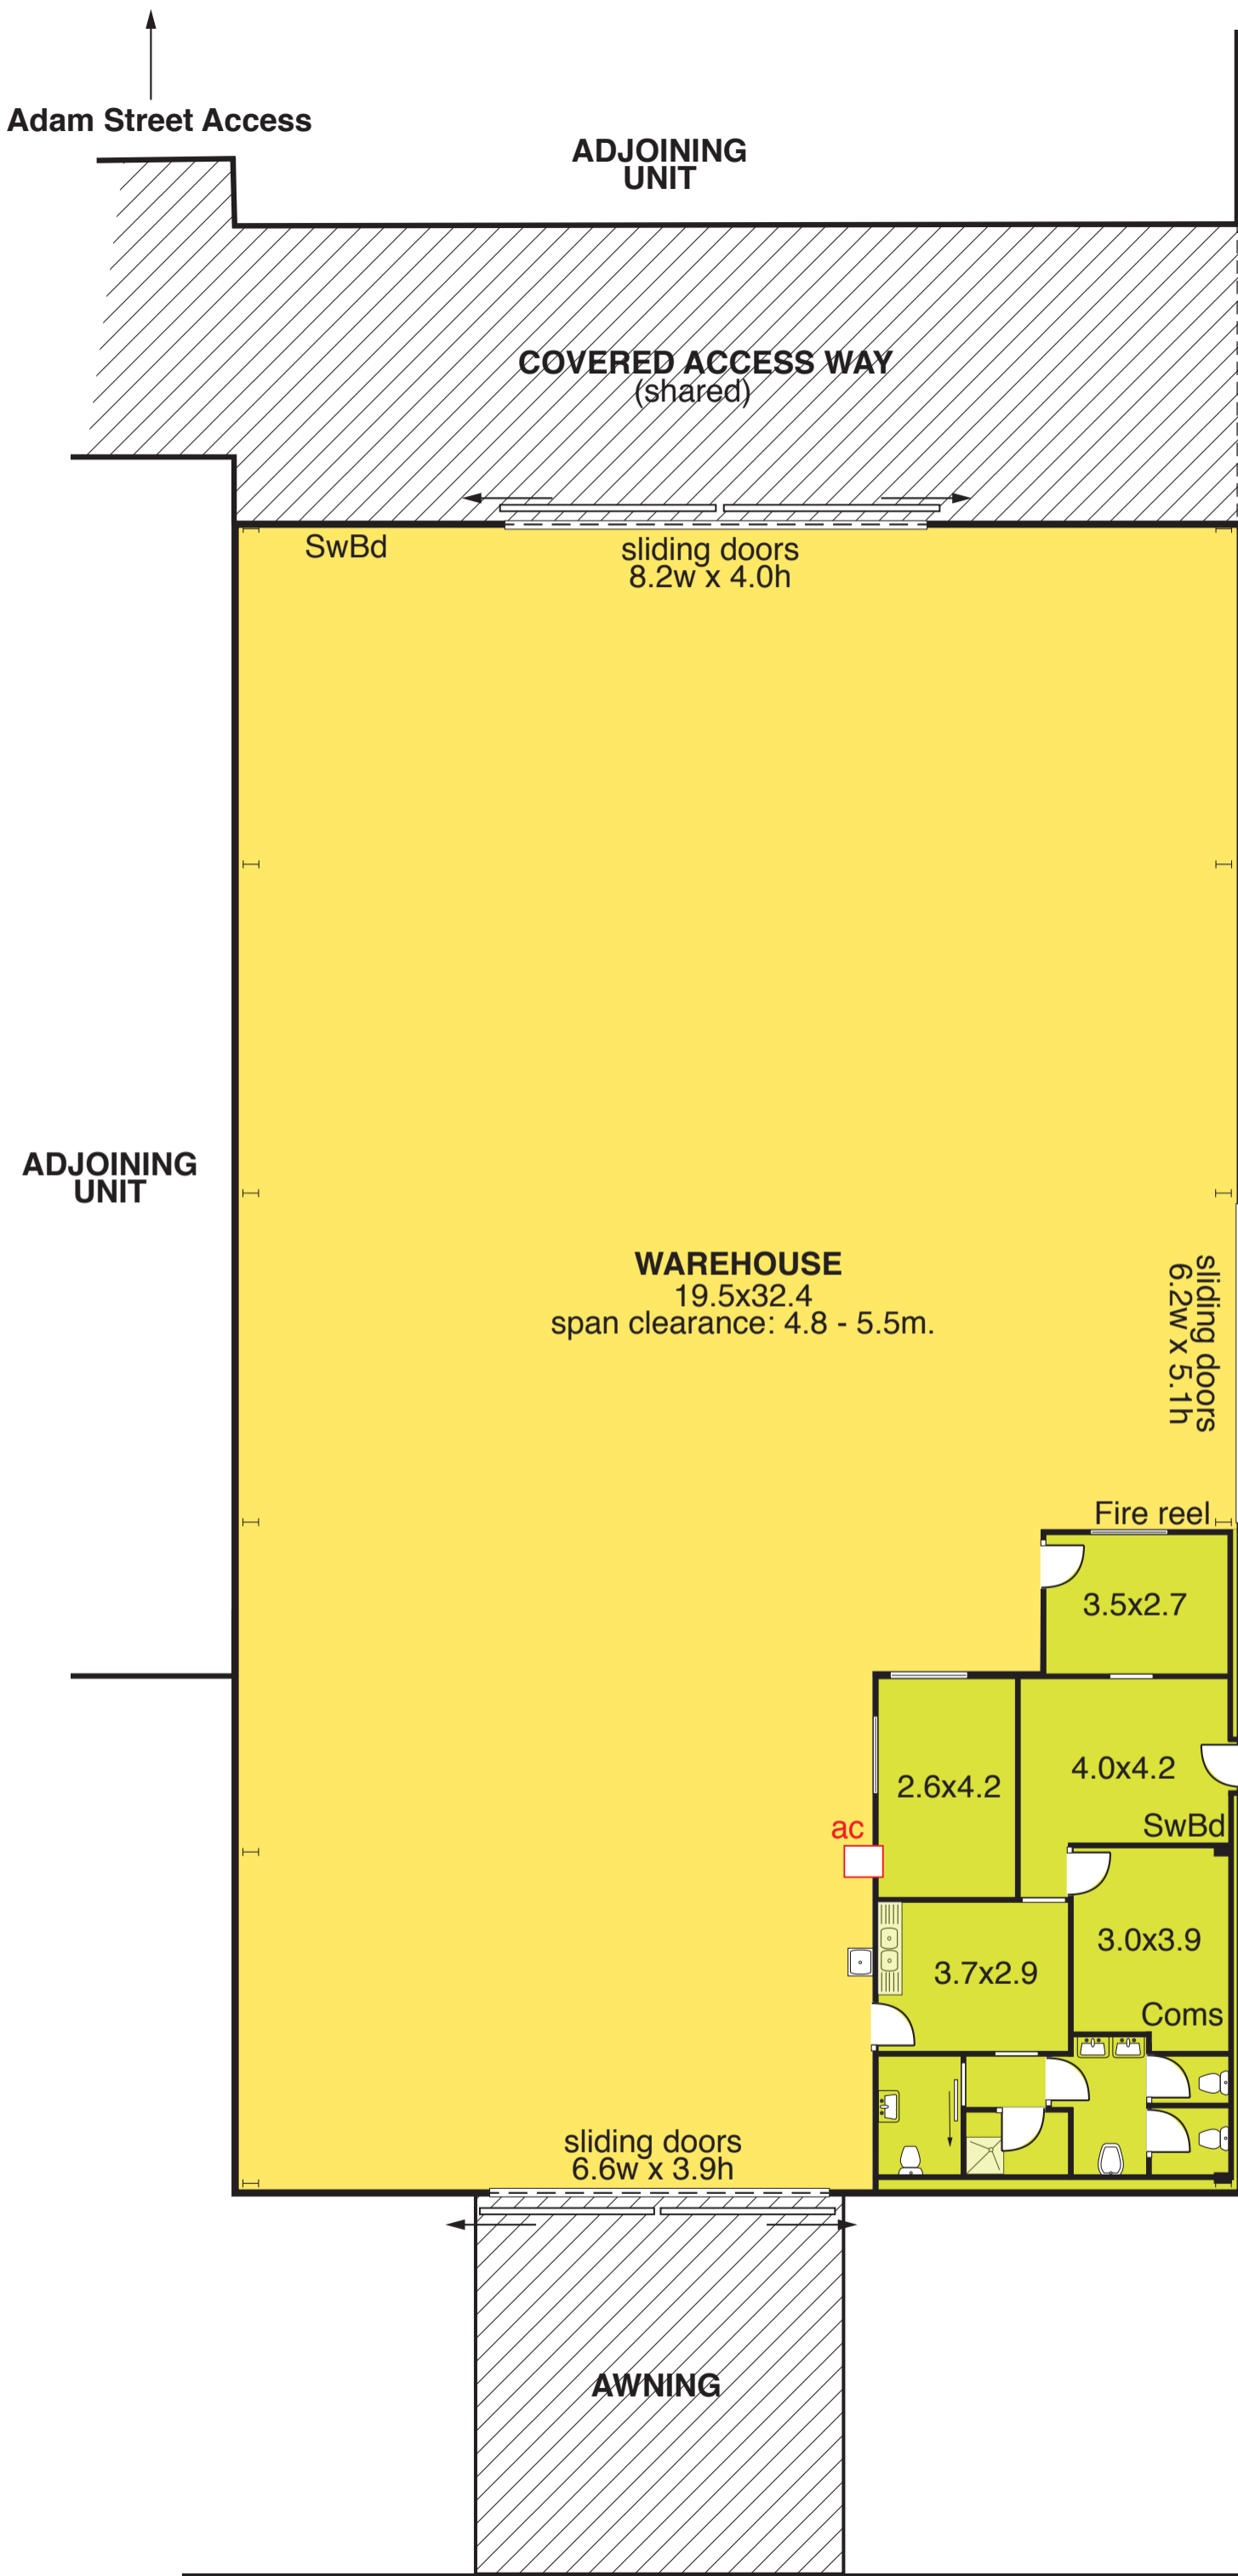 Adam Street Access
ADJOINING
UNIT
COVERED ACCESS WAY
(shared)
SwBd
sliding doors
8.2w x 4.0h
ADJOINING
UNIT
WAREHOUSE
19.5x32.4
span clearance: 4.8 - 5.5m.
sliding doors
6.2w x 5.1h
Fire reel
3.5x2.7
2.6x4.2
4.0x4.2
SwBd
ac
3.0x3.9
3.7x2.9
Coms
sliding doors
6.6w x 3.9h
AWNING